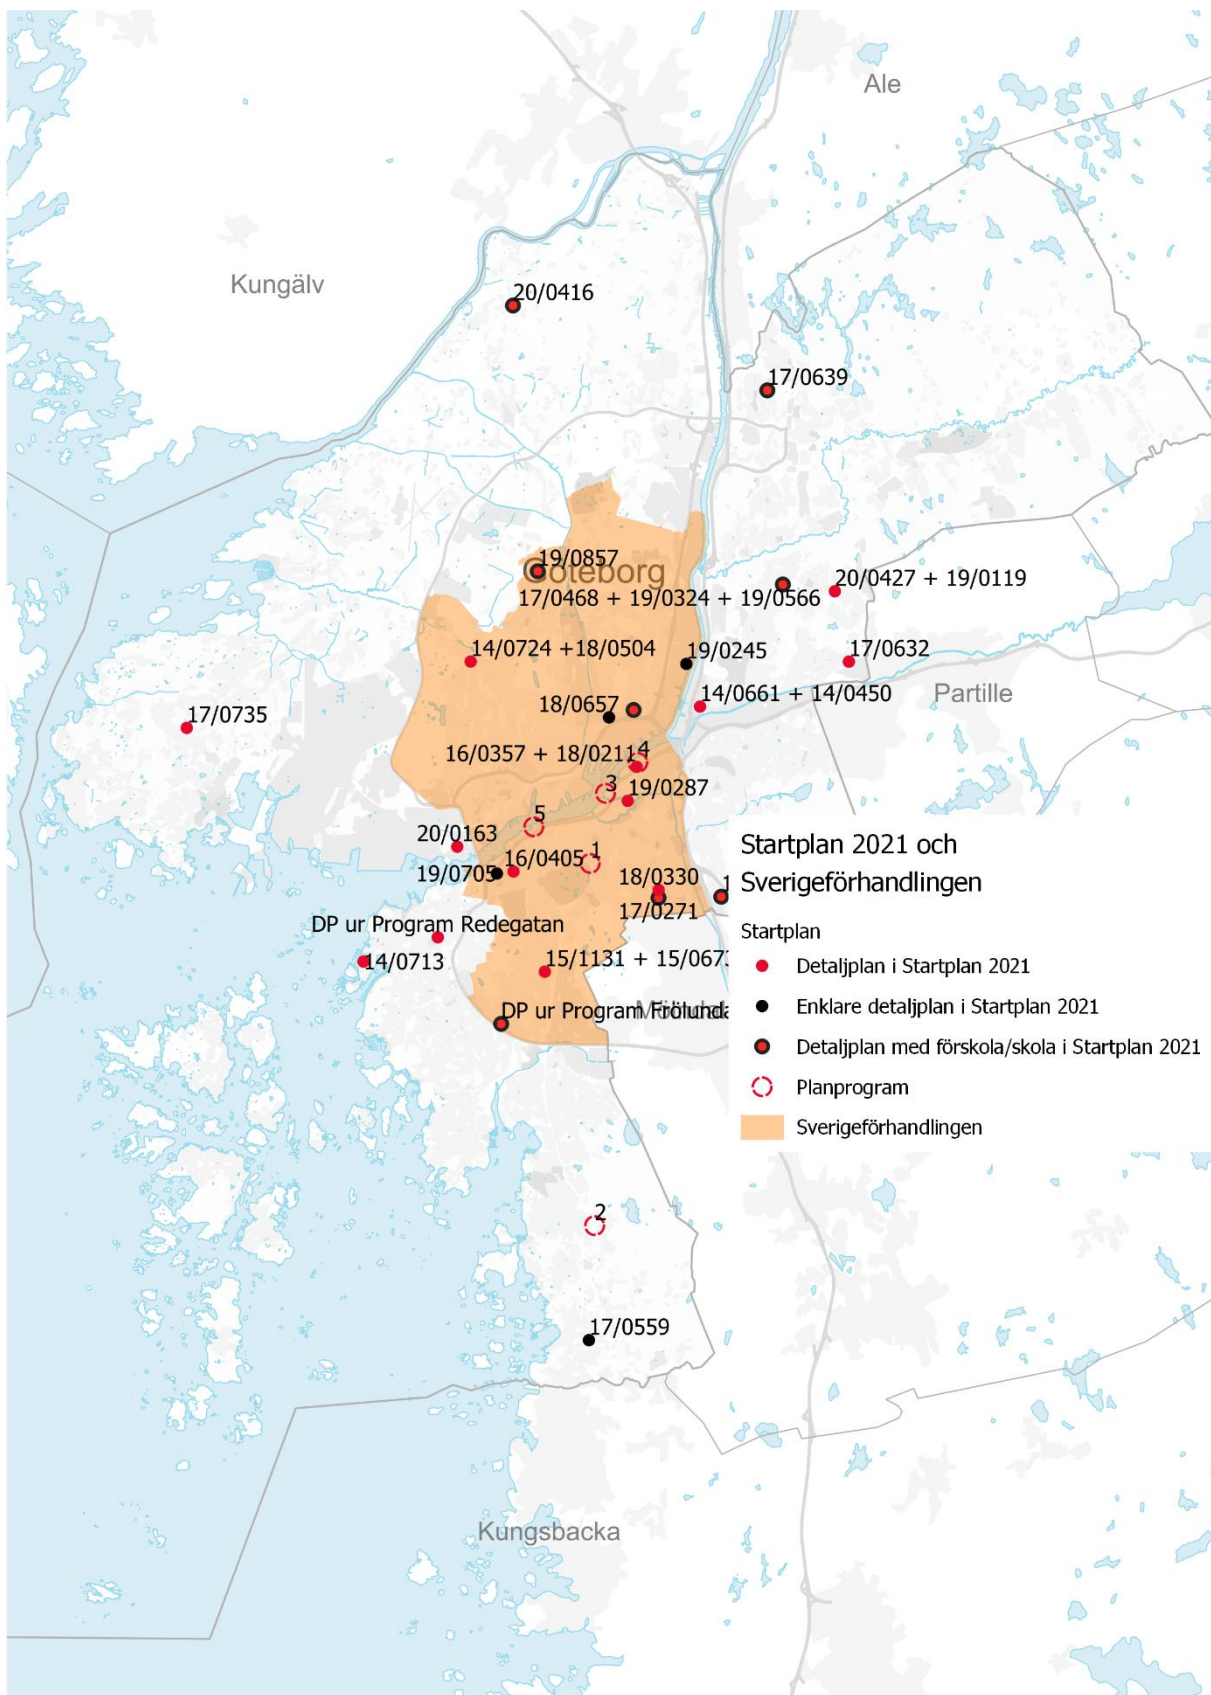 Ale
Kungälv
20/0416
17/0639
19/0857
Göteborg
17/0468 + 19/0324 + 19/0566
20/0427 + 19/0119
14/0724 +18/0504
19/0245
17/0632
14/0661 + 14/0450
Partille
18/0657
17/0735
16/0357 + 18/0211
4
3
19/0287
5
20/0163
1
16/0405
19/0705
18/0330
17/0271
1
DP ur Program Redegatan
14/0713
15/1131 + 15/0673
DP ur Program Frölunda
Mölndal
Startplan 2021 och
Sverigeförhandlingen
Startplan
Detaljplan i Startplan 2021
Enklare detaljplan i Startplan 2021
Detaljplan med förskola/skola i Startplan 2021
Planprogram
Sverigeförhandlingen
2
17/0559
Kungsbacka